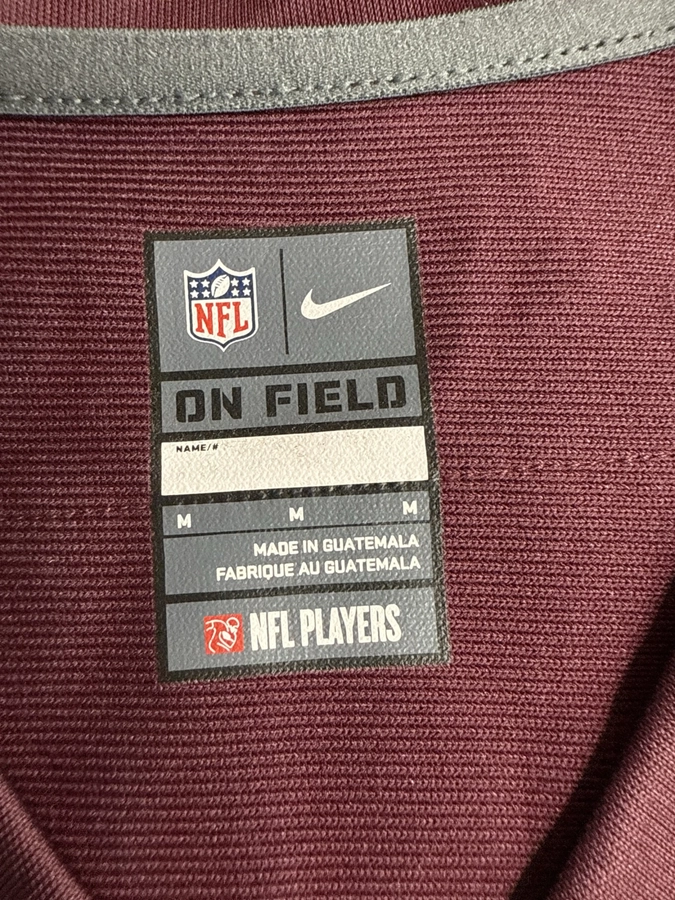 NFL
ON FIELD
NAME/#
M M M
MADE IN GUATEMALA
FABRIQUE AU GUATEMALA
NFL PLAYERS